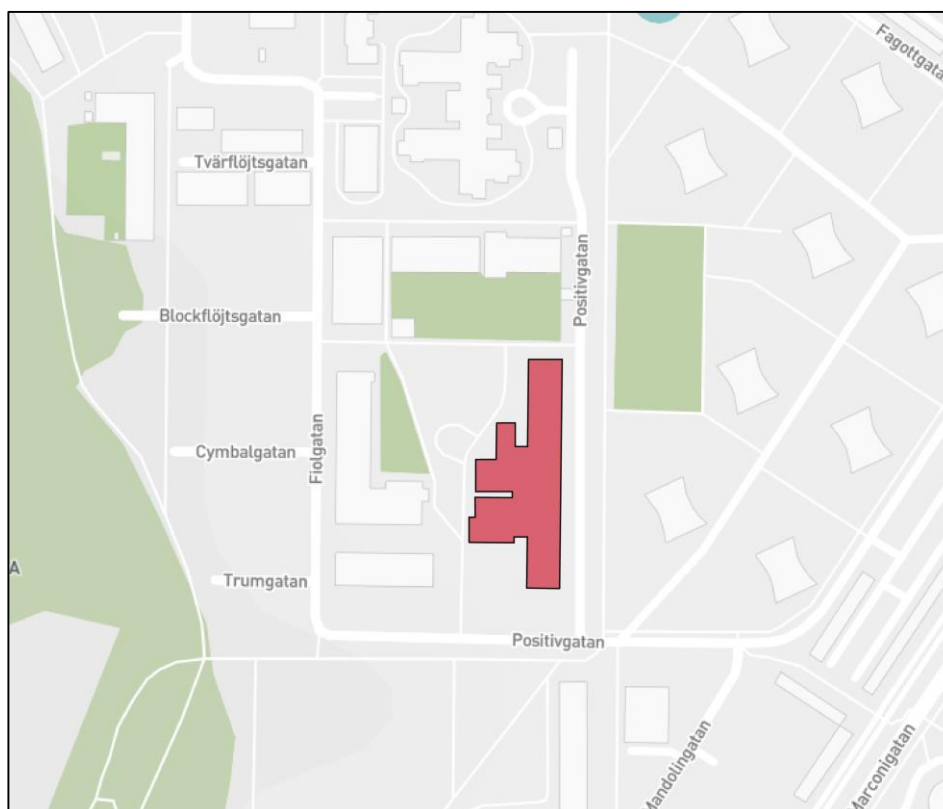 Fagottgatan
Tvärflöjtsgatan
Positivgatan
Blockflöjtsgatan
Fiolgatan
Cymbalgatan
A
Trumgatan
Positivgatan
Mandolingatan
Marconigatan